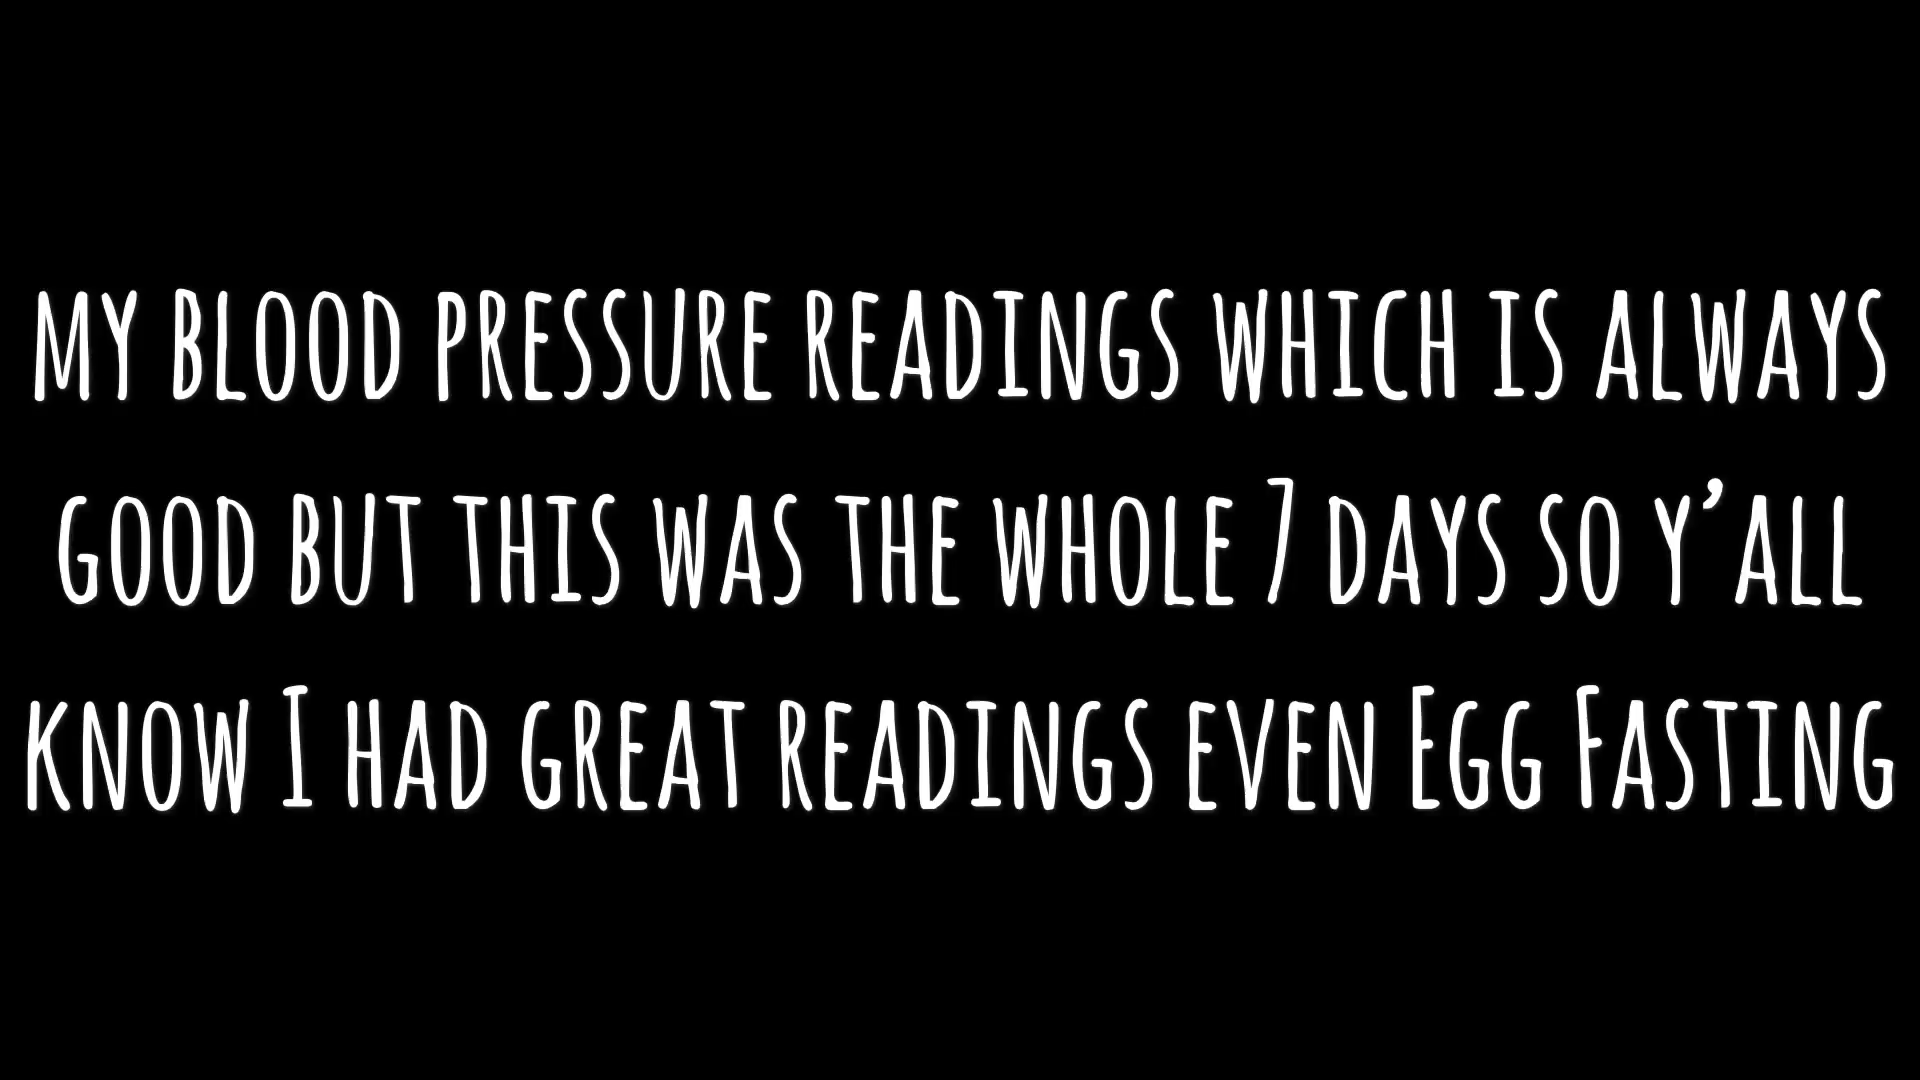 my blood pressure readings which is always
good but this was the whole 7 days so y’all
know I had great readings even Egg Fasting